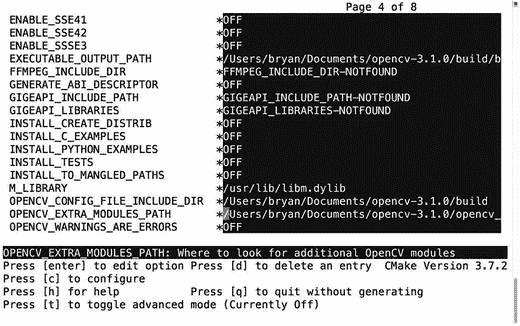 Page 4 of 8
ENABLE_SSE41 *OFF
ENABLE_SSE42 *OFF
ENABLE_SSSE3 *OFF
EXECUTABLE_OUTPUT_PATH */Users/bryan/Documents/opencv-3.1.0/build/b
FFMPEG_INCLUDE_DIR *FFMPEG_INCLUDE_DIR-NOTFOUND
GENERATE_ABI_DESCRIPTOR *OFF
GIGEAPI_INCLUDE_PATH *GIGEAPI_INCLUDE_PATH-NOTFOUND
GIGEAPI_LIBRARIES *GIGEAPI_LIBRARIES-NOTFOUND
INSTALL_CREATE_DISTRIB *OFF
INSTALL_C_EXAMPLES *OFF
INSTALL_PYTHON_EXAMPLES *OFF
INSTALL_TESTS *OFF
INSTALL_TO_MANGLED_PATHS *OFF
M_LIBRARY */usr/lib/libm.dylib
OPENCV_CONFIG_FILE_INCLUDE_DIR */Users/bryan/Documents/opencv-3.1.0/build
OPENCV_EXTRA_MODULES_PATH */Users/bryan/Documents/opencv-3.1.0/opencv_
OPENCV_WARNINGS_ARE_ERRORS *OFF
OPENCV_EXTRA_MODULES_PATH: Where to look for additional OpenCV modules
Press [enter] to edit option Press [d] to delete an entry CMake Version 3.7.2
Press [c] to configure
Press [h] for help Press [q] to quit without generating
Press [t] to toggle advanced mode (Currently Off)